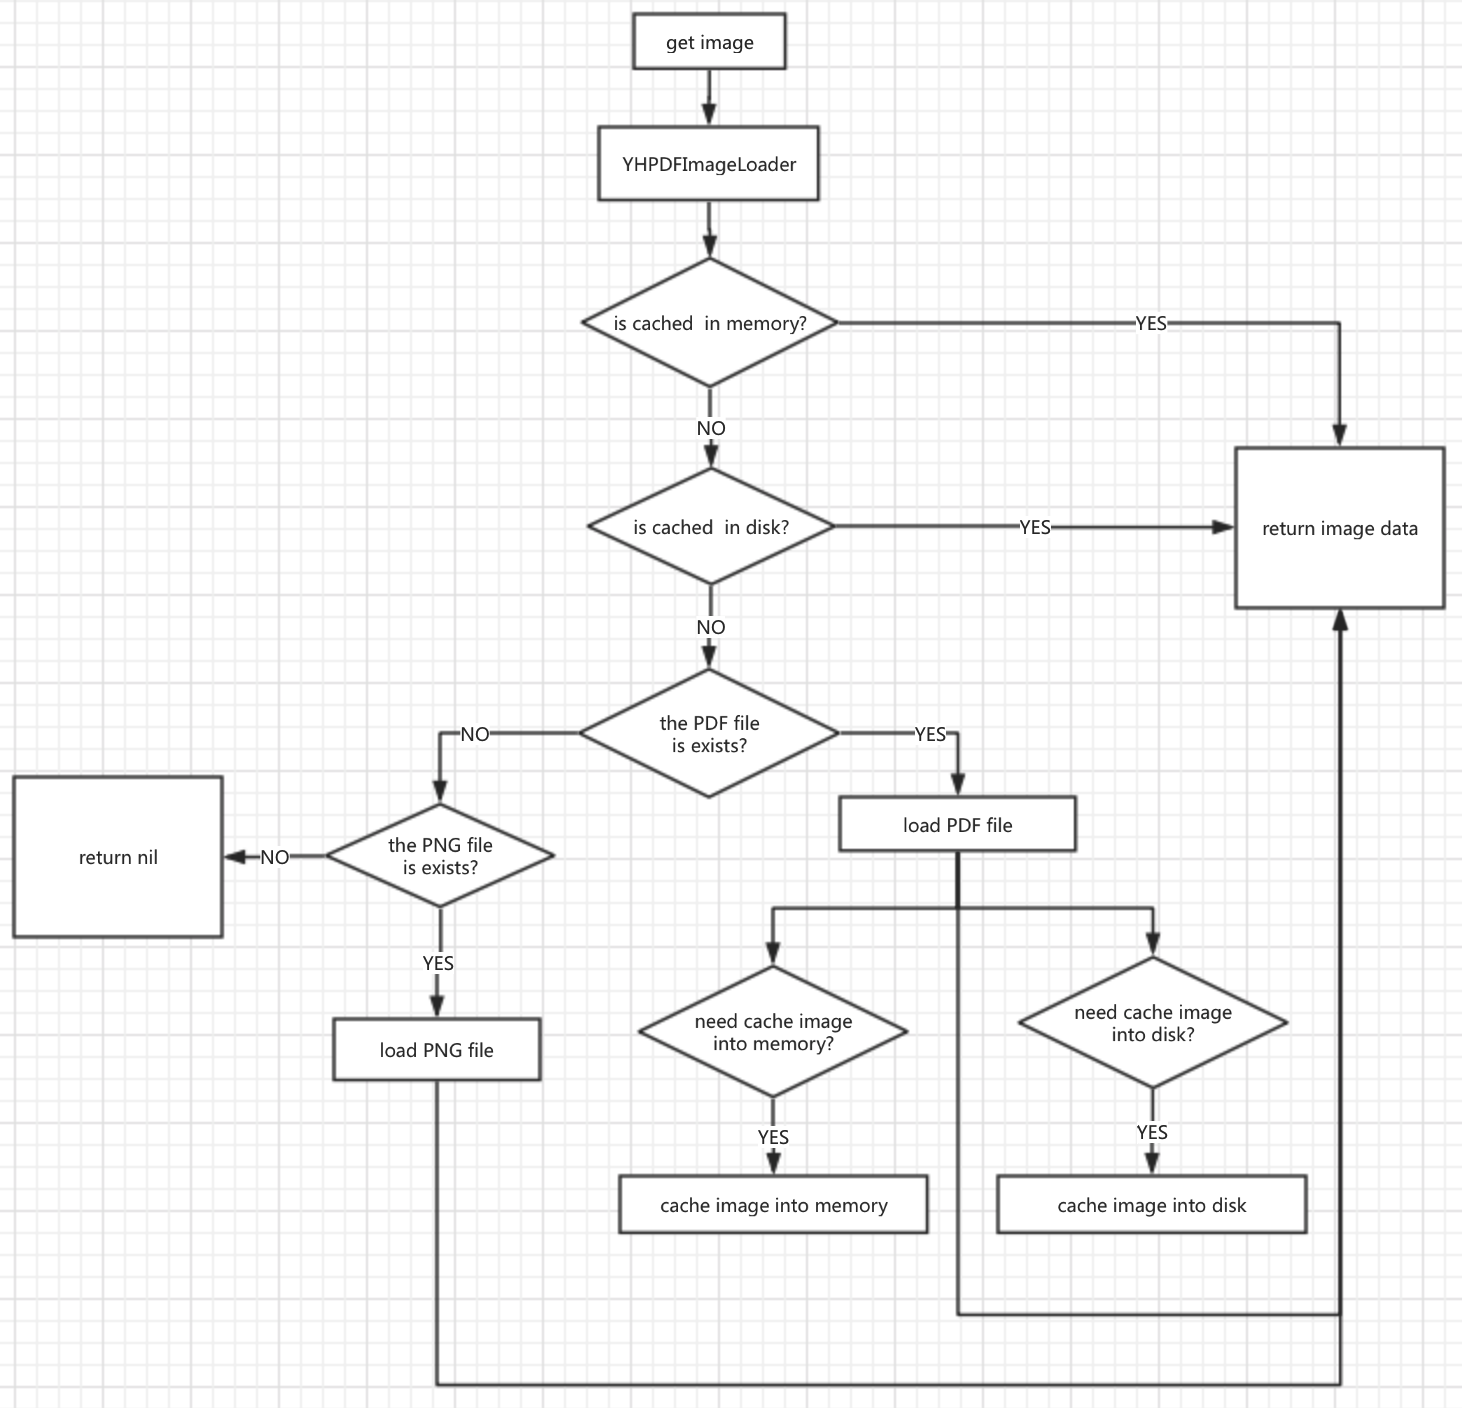 get image
YHPDFImageLoader
is cached  in memory?
YES
NO
is cached  in disk?
YES
return image data
NO
the PDF file
is exists?
NO
YES
return nil
NO
the PNG file
is exists?
load PDF file
YES
need cache image
into memory?
need cache image
into disk?
load PNG file
YES
YES
cache image into memory
cache image into disk